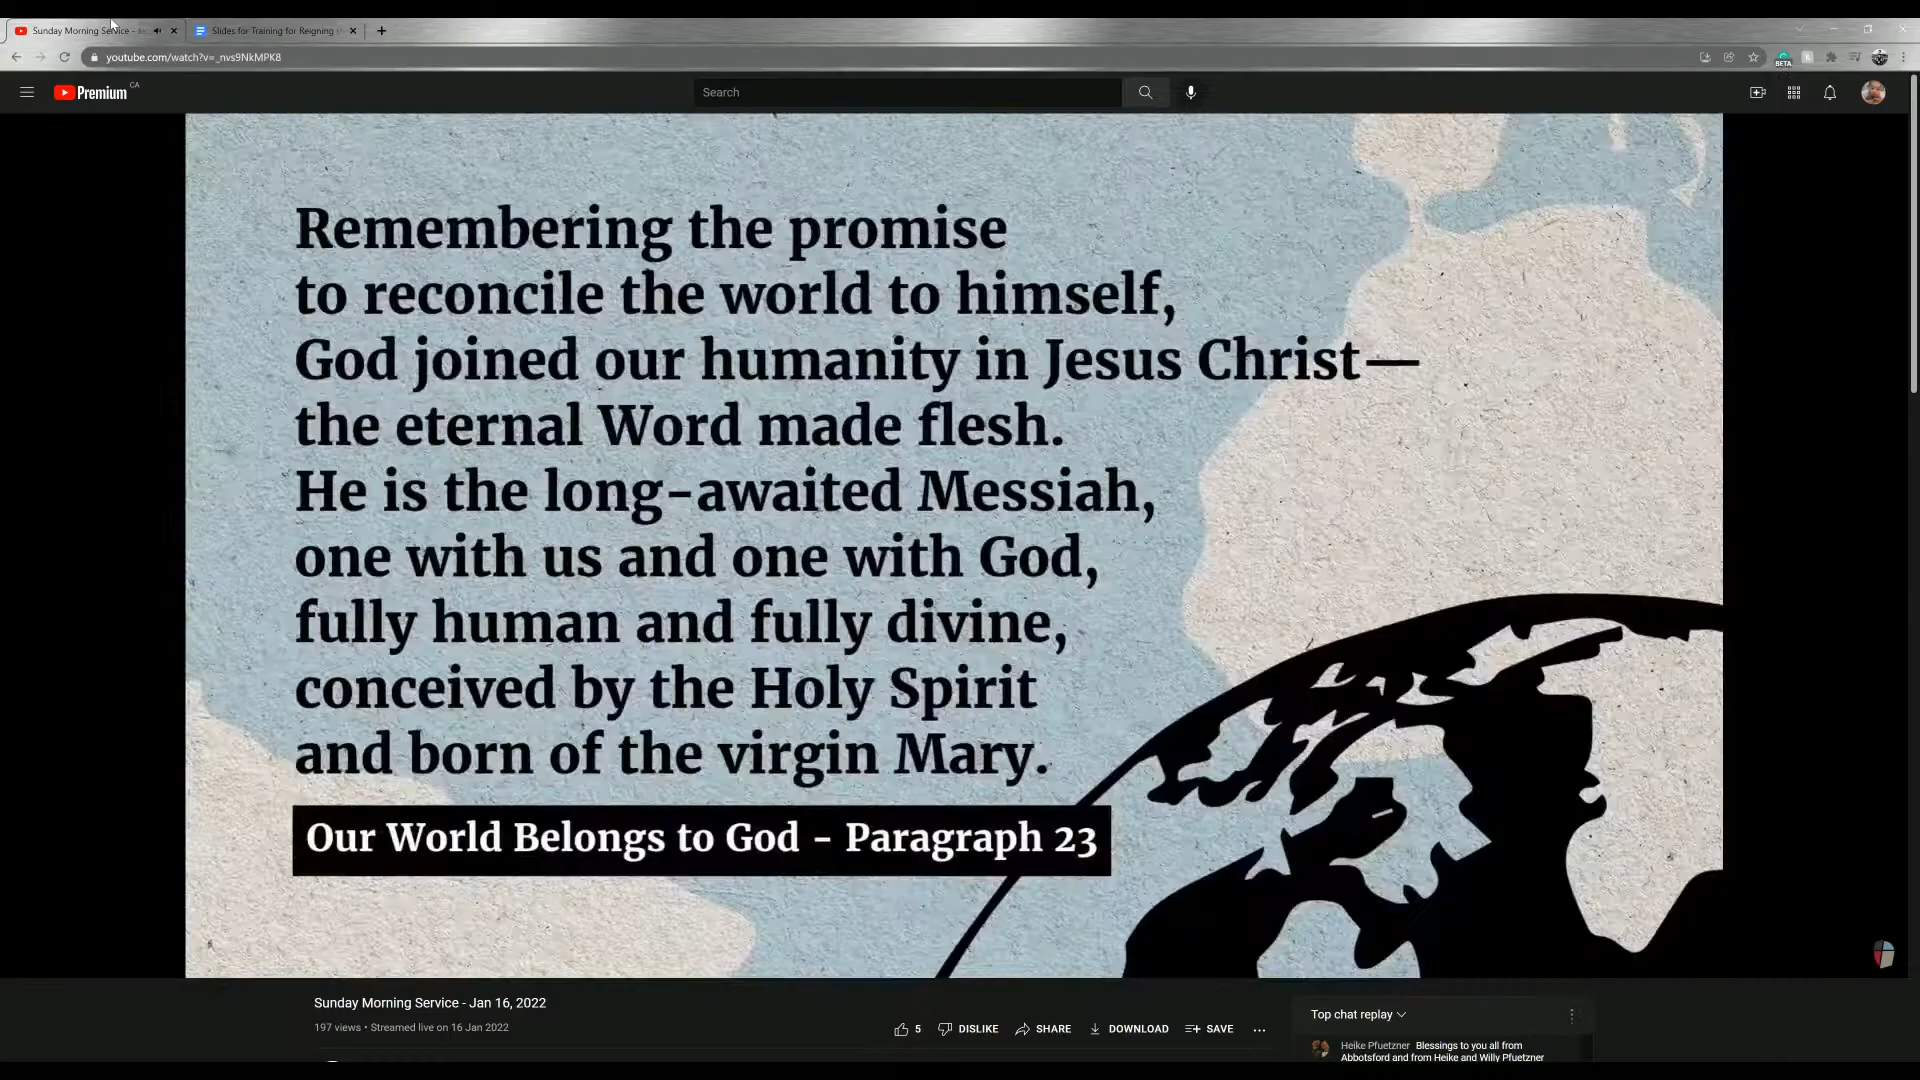 Sunday Morning Service - Je
Slides for Training for Reigning
youtube.com/watch?v=_nvs9NkMPK8
BETA
Premium CA
Search
Remembering the promise
to reconcile the world to himself,
God joined our humanity in Jesus Christ—
the eternal Word made flesh.
He is the long-awaited Messiah,
one with us and one with God,
fully human and fully divine,
conceived by the Holy Spirit
and born of the virgin Mary.
Our World Belongs to God - Paragraph 23
Sunday Morning Service - Jan 16, 2022
197 views • Streamed live on 16 Jan 2022
5 DISLIKE SHARE DOWNLOAD SAVE
Top chat replay
Heike Pfuetzner Blessings to you all from
Abbotsford and from Heike and Willy Pfuetzner